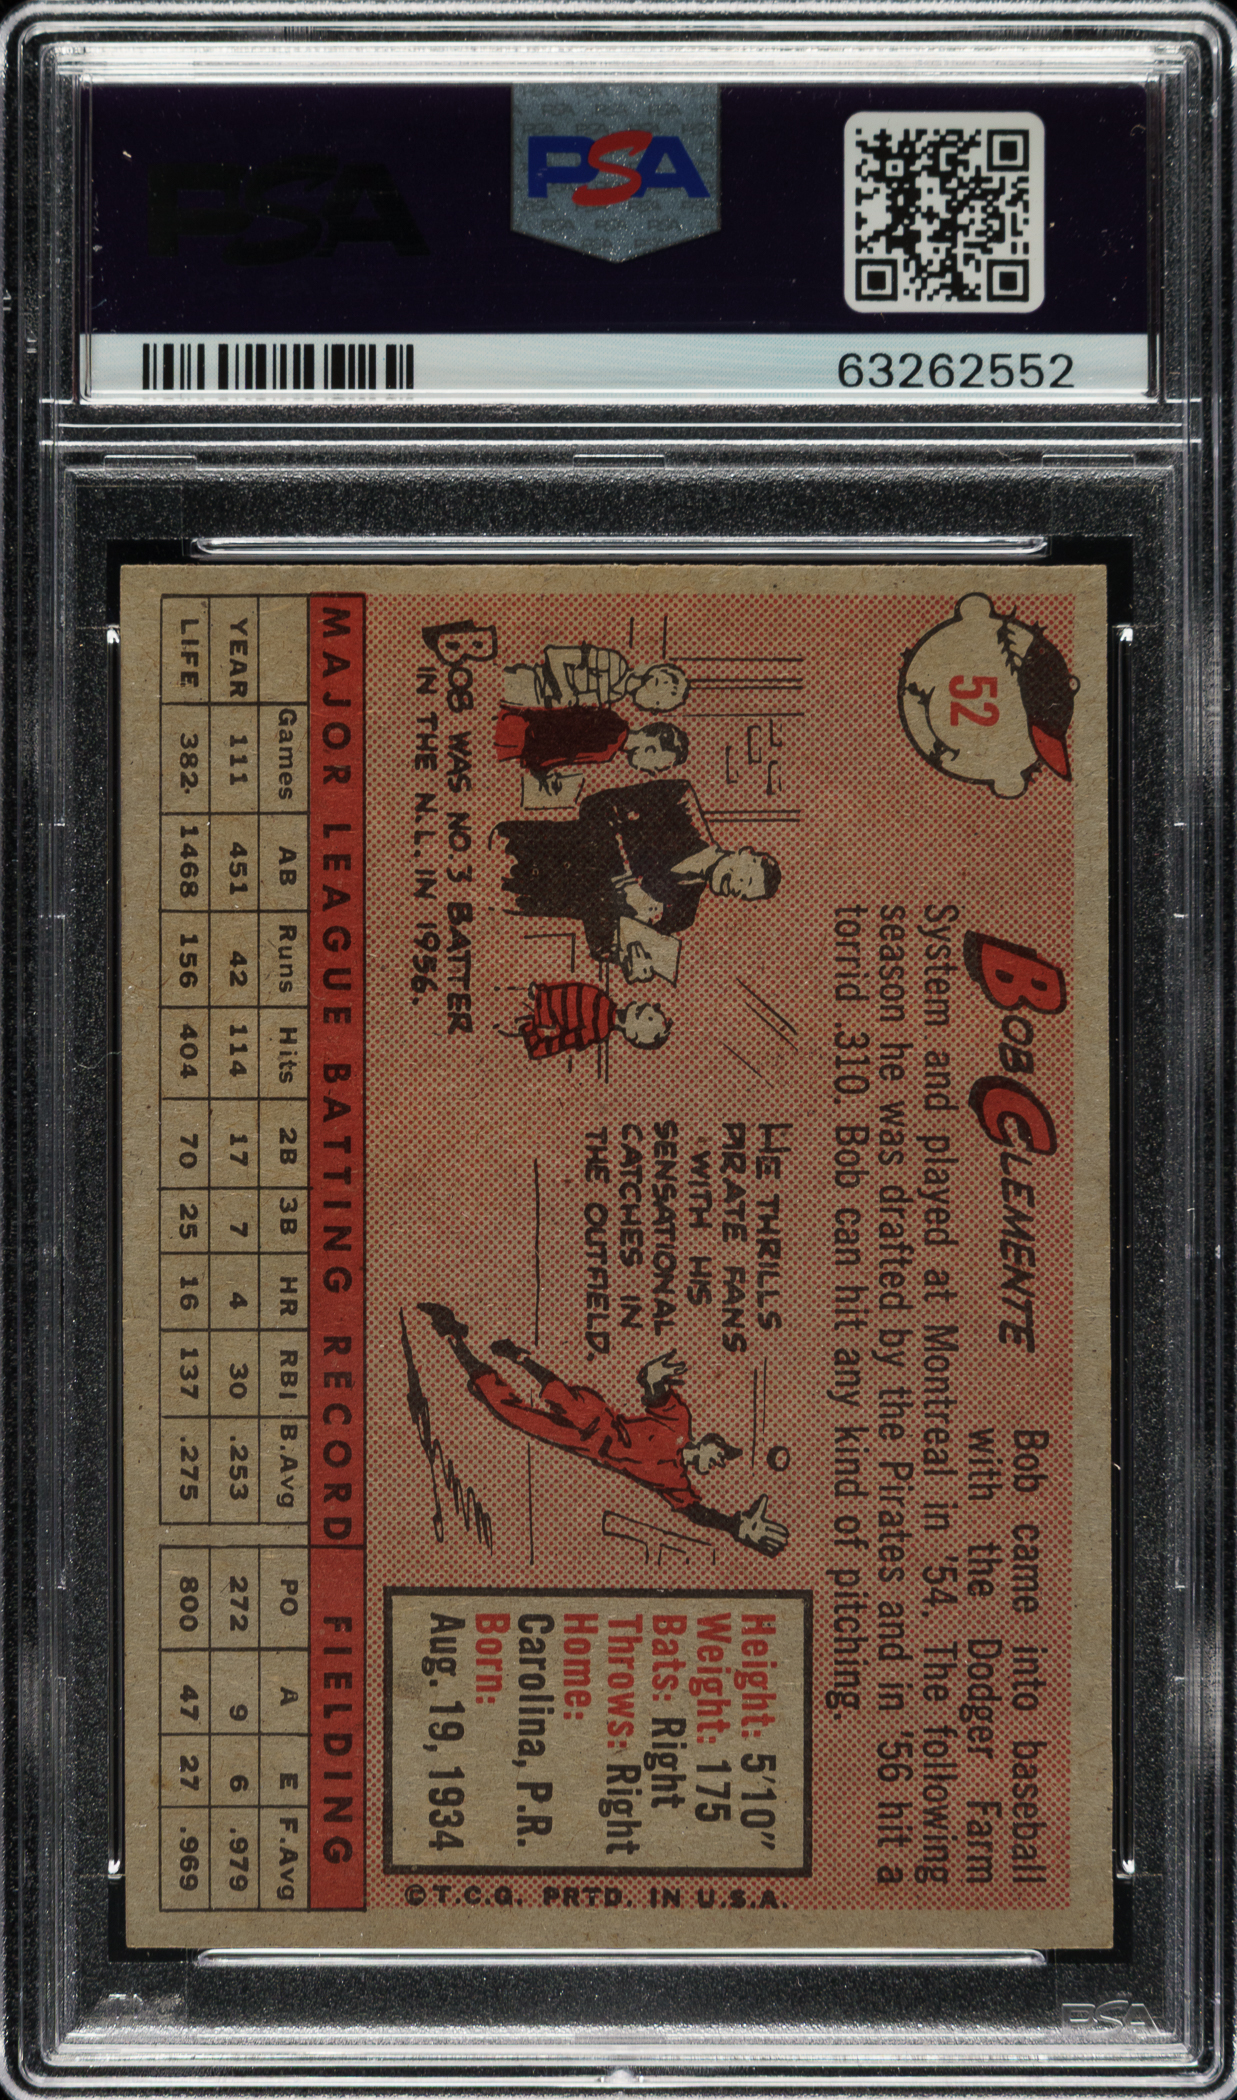 PSA
PSA
63262552
52
BOB CLEMENTE
Bob came into baseball
with the Dodger Farm
System and played at Montreal in '54. The following
season he was drafted by the Pirates and in '56 hit a
torrid .310. Bob can hit any kind of pitching.
BOB WAS NO.3 BATTER
IN THE N.L. IN 1956.
HE THRILLS
PIRATE FANS
WITH HIS
SENSATIONAL
CATCHES IN
THE OUTFIELD.
Height: 5'10"
Weight: 175
Bats: Right
Throws: Right
Home:
Carolina, P.R.
Born:
Aug. 19, 1934
© T.C.G. PRTD. IN U.S.A.
MAJOR LEAGUE BATTING RECORD FIELDING
Games AB Runs Hits 2B 3B HR RBI B.Avg PO A E F.Avg
YEAR 111 451 42 114 17 7 4 30 .253 272 9 6 .979
LIFE 382 1468 156 404 70 25 16 137 .275 800 47 27 .969
PSA